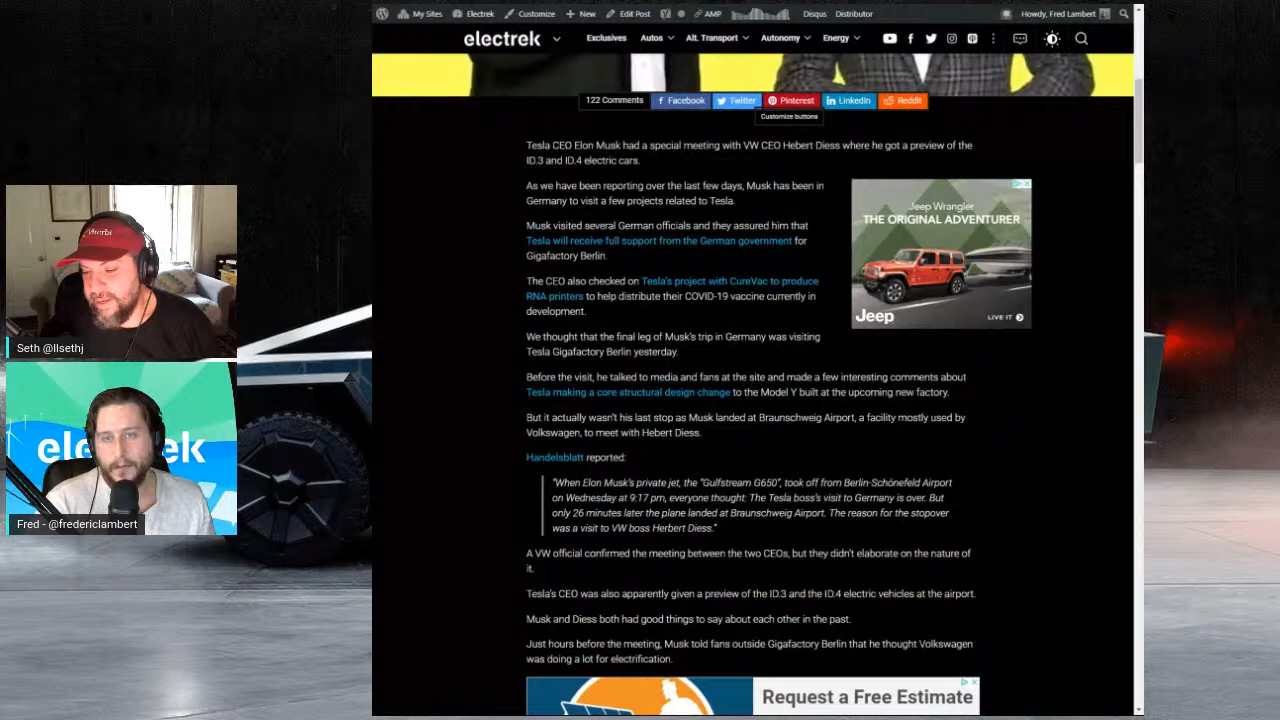 My Sites Electrek Customize New Edit Post AMP Disqus Distributor Howdy, Fred Lambert
electrek Exclusives Autos Alt. Transport Autonomy Energy
122 Comments Facebook Twitter Pinterest LinkedIn Reddit
Customize buttons
Tesla CEO Elon Musk had a special meeting with VW CEO Hebert Diess where he got a preview of the
ID.3 and ID.4 electric cars.
As we have been reporting over the last few days, Musk has been in
Germany to visit a few projects related to Tesla.
Musk visited several German officials and they assured him that
Tesla will receive full support from the German government for
Gigafactory Berlin.
The CEO also checked on Tesla's project with CureVac to produce
RNA printers to help distribute their COVID-19 vaccine currently in
development.
We thought that the final leg of Musk's trip in Germany was visiting
Tesla Gigafactory Berlin yesterday.
Jeep Wrangler
THE ORIGINAL ADVENTURER
Jeep LIVE IT
Before the visit, he talked to media and fans at the site and made a few interesting comments about
Tesla making a core structural design change to the Model Y built at the upcoming new factory.
But it actually wasn't his last stop as Musk landed at Braunschweig Airport, a facility mostly used by
Volkswagen, to meet with Hebert Diess.
Handelsblatt reported:
"When Elon Musk's private jet, the "Gulfstream G650", took off from Berlin-Schönefeld Airport
on Wednesday at 9:17 pm, everyone thought: The Tesla boss's visit to Germany is over. But
only 26 minutes later the plane landed at Braunschweig Airport. The reason for the stopover
was a visit to VW boss Herbert Diess."
A VW official confirmed the meeting between the two CEOs, but they didn't elaborate on the nature of
it.
Tesla's CEO was also apparently given a preview of the ID.3 and the ID.4 electric vehicles at the airport.
Musk and Diess both had good things to say about each other in the past.
Just hours before the meeting, Musk told fans outside Gigafactory Berlin that he thought Volkswagen
was doing a lot for electrification.
Request a Free Estimate
Seth @llsethj
ele ek
Fred - @fredericlambert